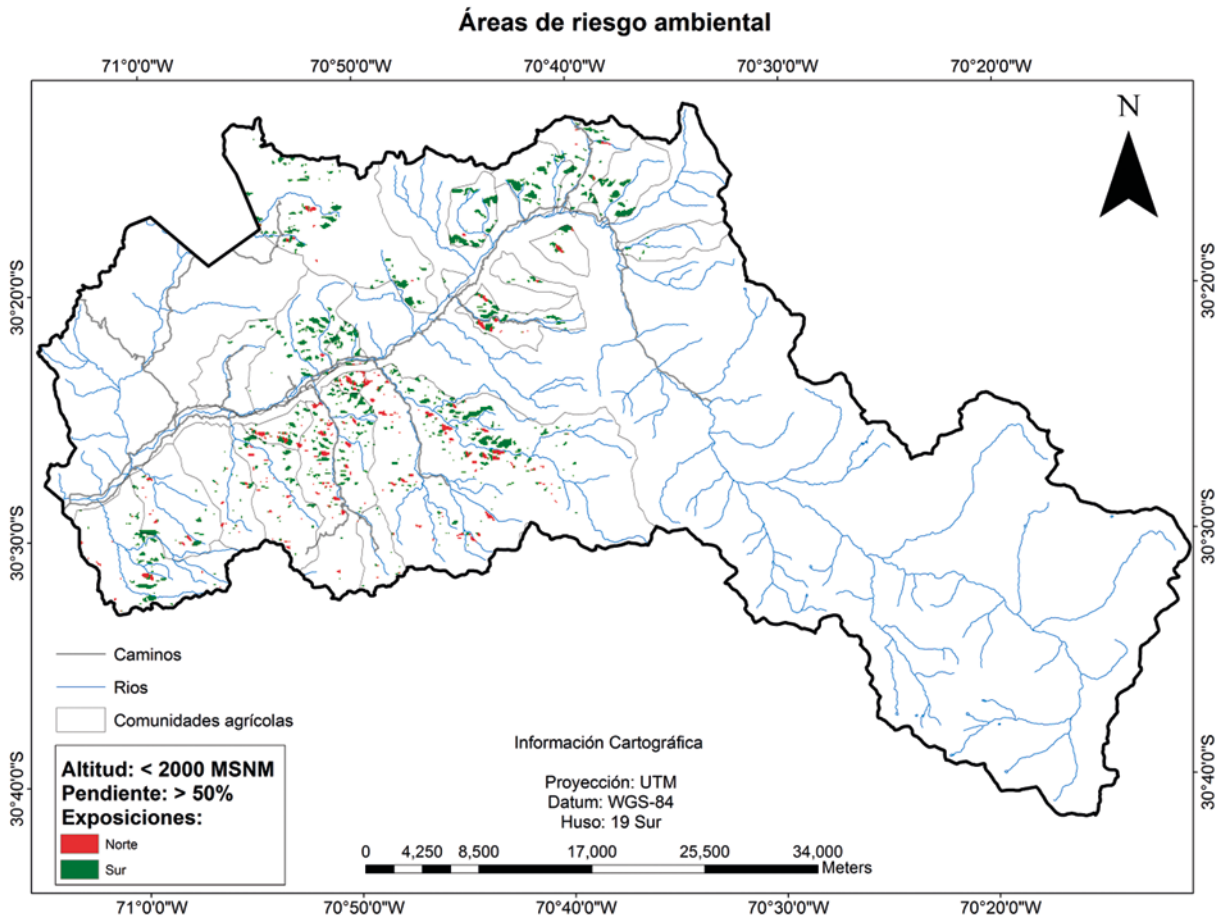 Áreas de riesgo ambiental
71°0'0"W 70°50'0"W 70°40'0"W 70°30'0"W 70°20'0"W
N
30°20'0"S 30°20'0"S
30°30'0"S 30°30'0"S
30°40'0"S 30°40'0"S
Caminos
Rios
Comunidades agrícolas
Altitud: < 2000 MSNM
Pendiente: > 50%
Exposiciones:
Norte
Sur
Información Cartográfica
Proyección: UTM
Datum: WGS-84
Huso: 19 Sur
0 4,250 8,500 17,000 25,500 34,000
Meters
71°0'0"W 70°50'0"W 70°40'0"W 70°30'0"W 70°20'0"W